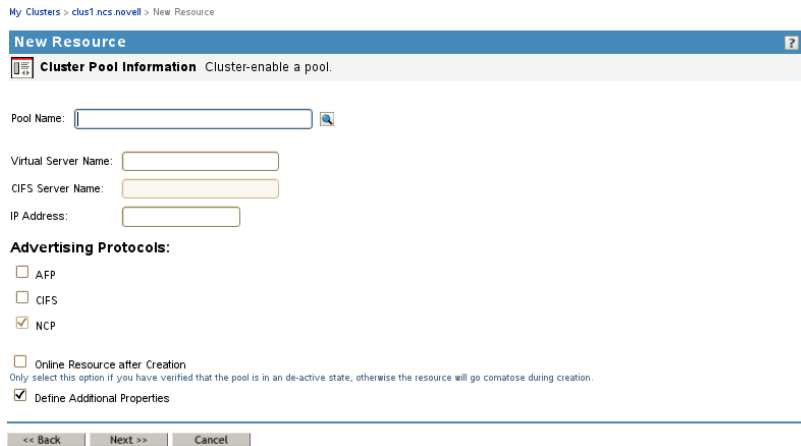 My Clusters > clus1.ncs.novell > New Resource
New Resource ?
Cluster Pool Information Cluster-enable a pool.
Pool Name:
Virtual Server Name:
CIFS Server Name:
IP Address:
Advertising Protocols:
AFP
CIFS
NCP
Online Resource after Creation
Only select this option if you have verified that the pool is in an de-active state, otherwise the resource will go comatose during creation.
Define Additional Properties
<< Back Next >> Cancel